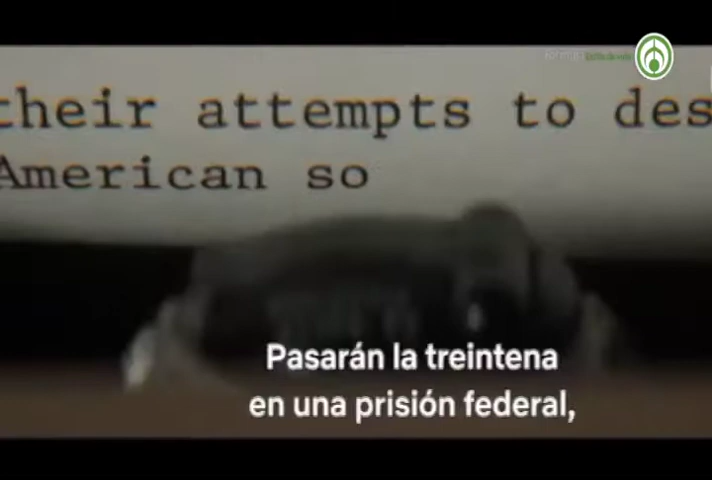 their attempts to des
American so
Pasarán la treintena
en una prisión federal,